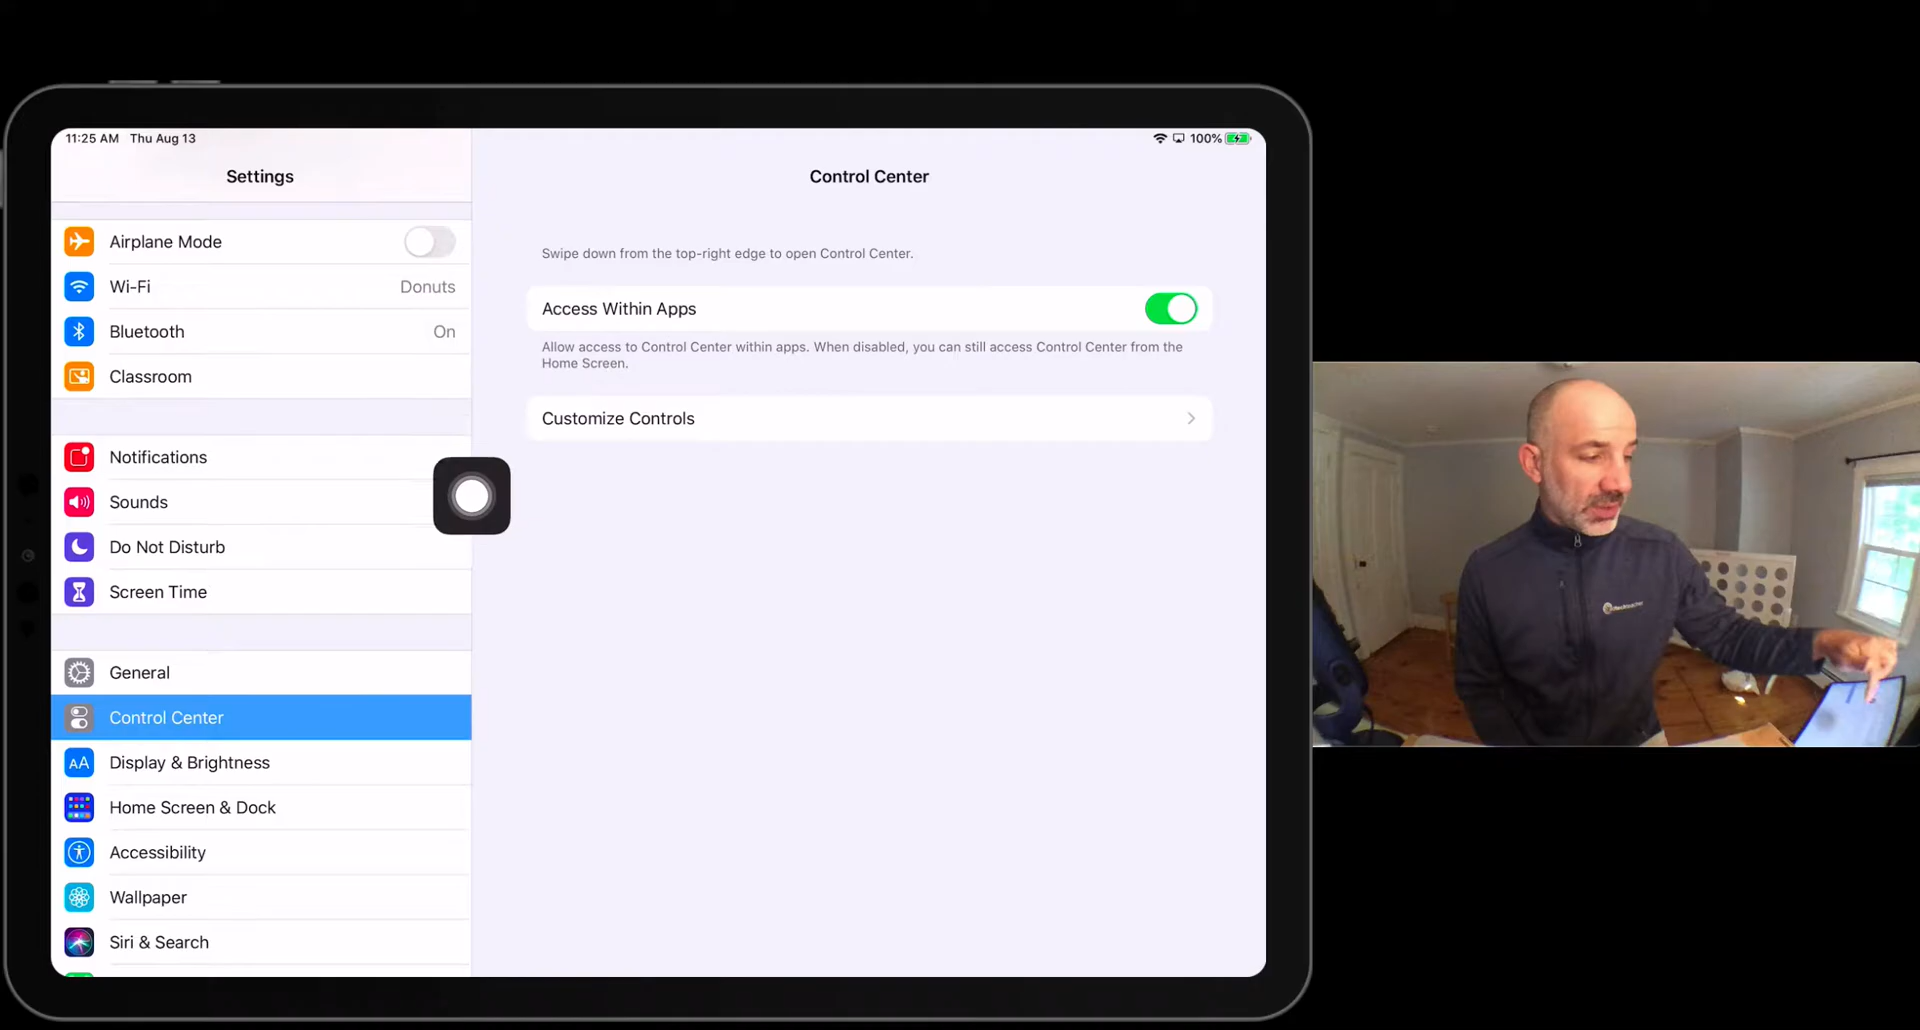 11:25 AM Thu Aug 13
100%
Settings
Airplane Mode
Wi-Fi Donuts
Bluetooth On
Classroom
Notifications
Sounds
Do Not Disturb
Screen Time
General
Control Center
AA Display & Brightness
Home Screen & Dock
Accessibility
Wallpaper
Siri & Search
Control Center
Swipe down from the top-right edge to open Control Center.
Access Within Apps
Allow access to Control Center within apps. When disabled, you can still access Control Center from the
Home Screen.
Customize Controls